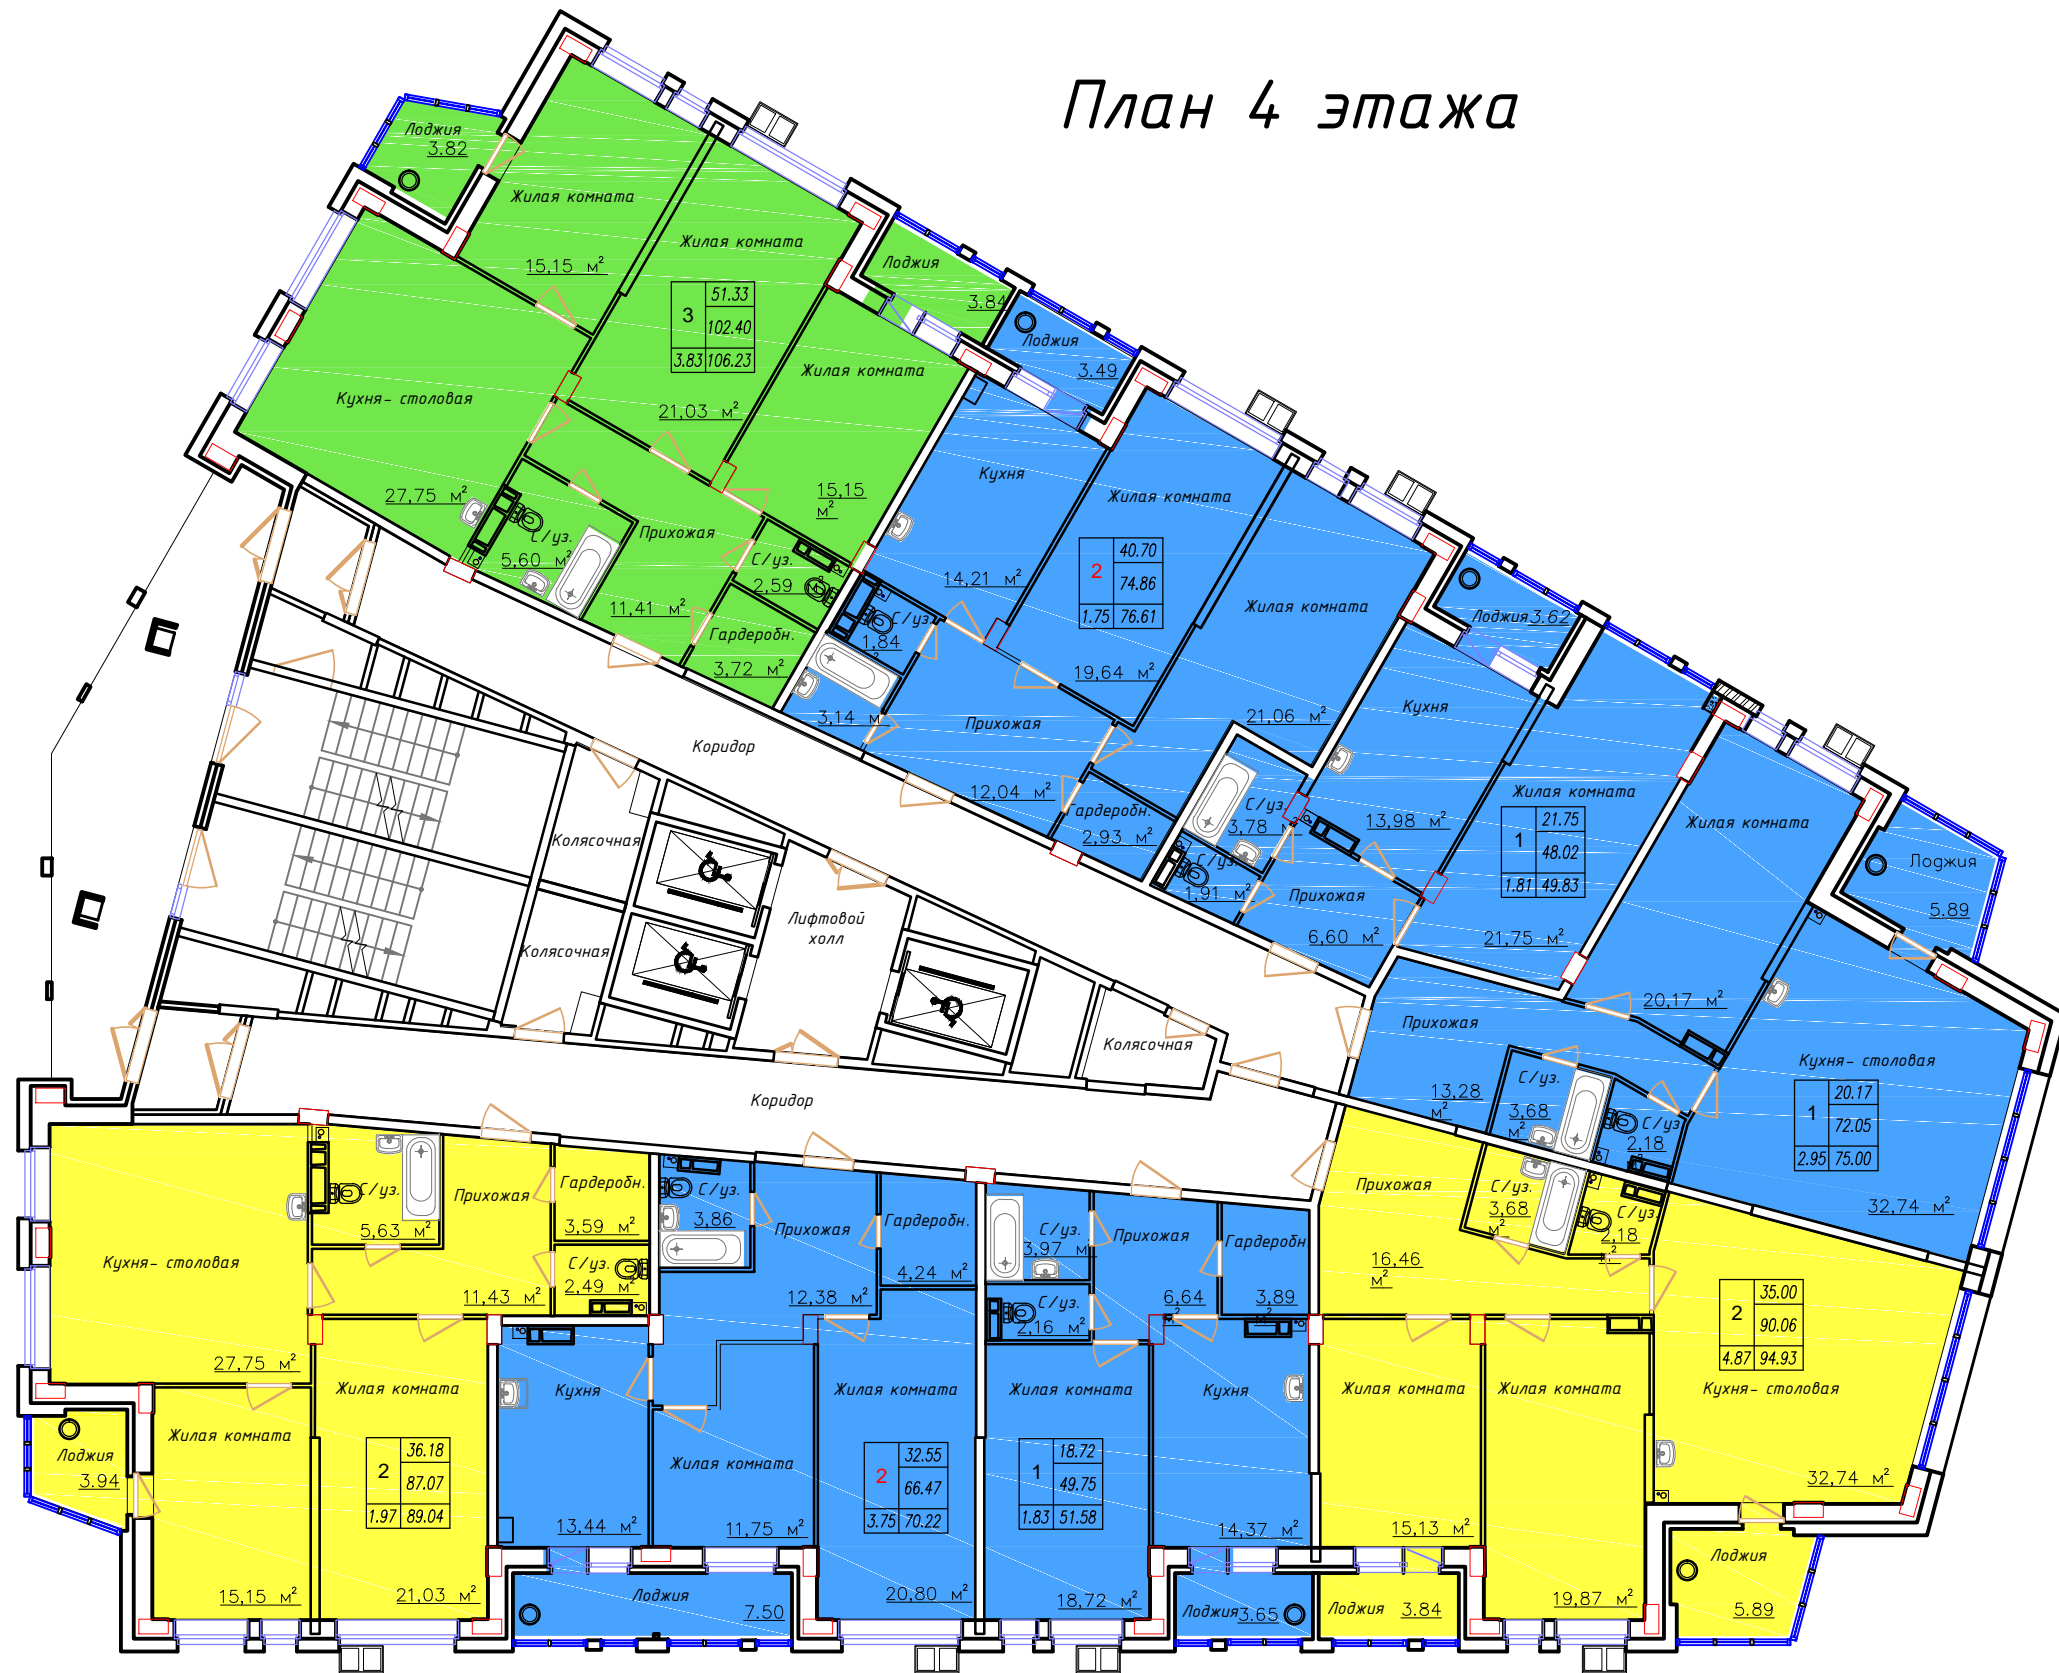 План 4 этажа
Лоджия
3.82
Жилая комната
15,15 м²
Жилая комната
21,03 м²
3
51.33
102.40
3.83 106.23
Лоджия
3.84
Жилая комната
15,15
м²
Кухня- столовая
27,75 м²
С/уз.
5,60 м²
Прихожая
11,41 м²
С/уз.
2,59
Гардеробн.
3,72 м²
Лоджия
3.49
Кухня
14,21 м²
Жилая комната
19,64 м²
2
40.70
74.86
1.75 76.61
Жилая комната
21,06 м²
С/уз.
1,84
3,14 м
Прихожая
12,04 м²
Гардеробн.
2,93 м²
С/уз.
3,78 м²
С/уз.
1,91 м²
Лоджия 3.62
Кухня
13,98 м²
Жилая комната
21,75 м²
1
21.75
48.02
1.81 49.83
Прихожая
6,60 м²
Жилая комната
20,17 м²
Лоджия
5.89
Прихожая
13,28
м²
С/уз.
3,68
м²
С/уз.
2,18
Кухня- столовая
1
20.17
72.05
2.95 75.00
32,74 м²
Коридор
Колясочная
Колясочная
Лифтовой
холл
Колясочная
Коридор
Кухня- столовая
27,75 м²
С/уз.
5,63 м²
Прихожая
11,43 м²
Гардеробн.
3,59 м²
С/уз.
2,49 м²
Жилая комната
15,15 м²
Лоджия
3.94
Жилая комната
21,03 м²
2
36.18
87.07
1.97 89.04
С/уз.
3,86
Прихожая
12,38 м²
Гардеробн.
4,24 м²
Кухня
13,44 м²
Жилая комната
11,75 м²
Жилая комната
20,80 м²
2
32.55
66.47
3.75 70.22
Лоджия
7.50
С/уз.
3,97 м
С/уз.
2,16 м²
Прихожая
6,64
м²
Гардеробн
3,89
м²
Жилая комната
18,72 м²
1
18.72
49.75
1.83 51.58
Кухня
14,37 м²
Лоджия 3.65
Прихожая
16,46
м²
С/уз.
3,68
м²
С/уз.
2,18
Жилая комната
15,13 м²
Жилая комната
19,87 м²
2
35.00
90.06
4.87 94.93
Кухня- столовая
32,74 м²
Лоджия 3.84
Лоджия
5.89